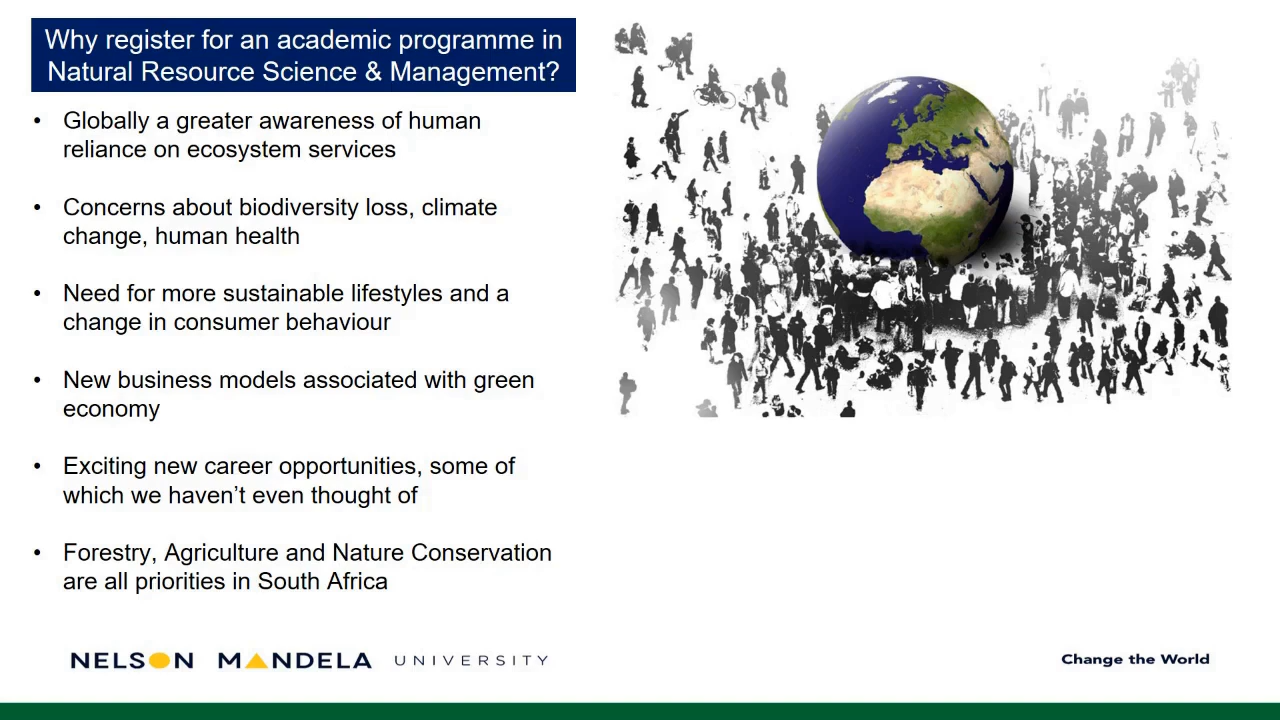 Why register for an academic programme in
Natural Resource Science & Management?
• Globally a greater awareness of human
reliance on ecosystem services
• Concerns about biodiversity loss, climate
change, human health
• Need for more sustainable lifestyles and a
change in consumer behaviour
• New business models associated with green
economy
• Exciting new career opportunities, some of
which we haven’t even thought of
• Forestry, Agriculture and Nature Conservation
are all priorities in South Africa
NELSON MANDELA UNIVERSITY
Change the World